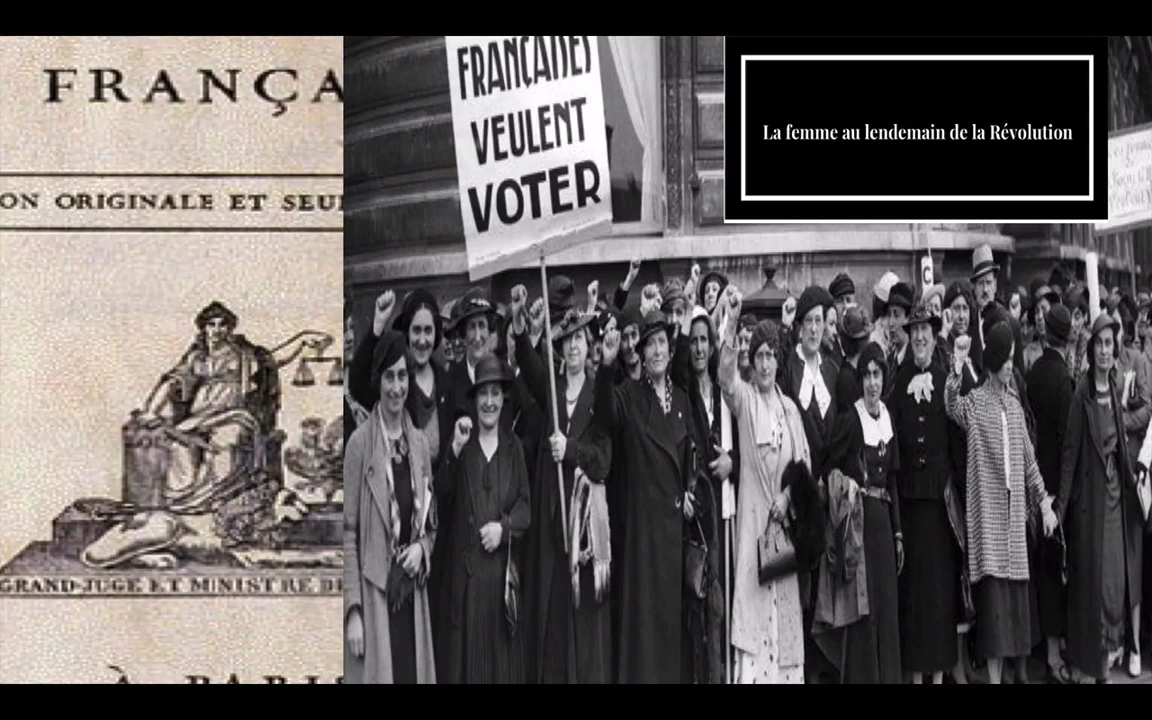 FRANÇA
ON ORIGINALE ET SEU
GRAND-JUGE ET MINISTRE D
À PARIS
FRANÇAISES
VEULENT
VOTER
La femme au lendemain de la Révolution
C